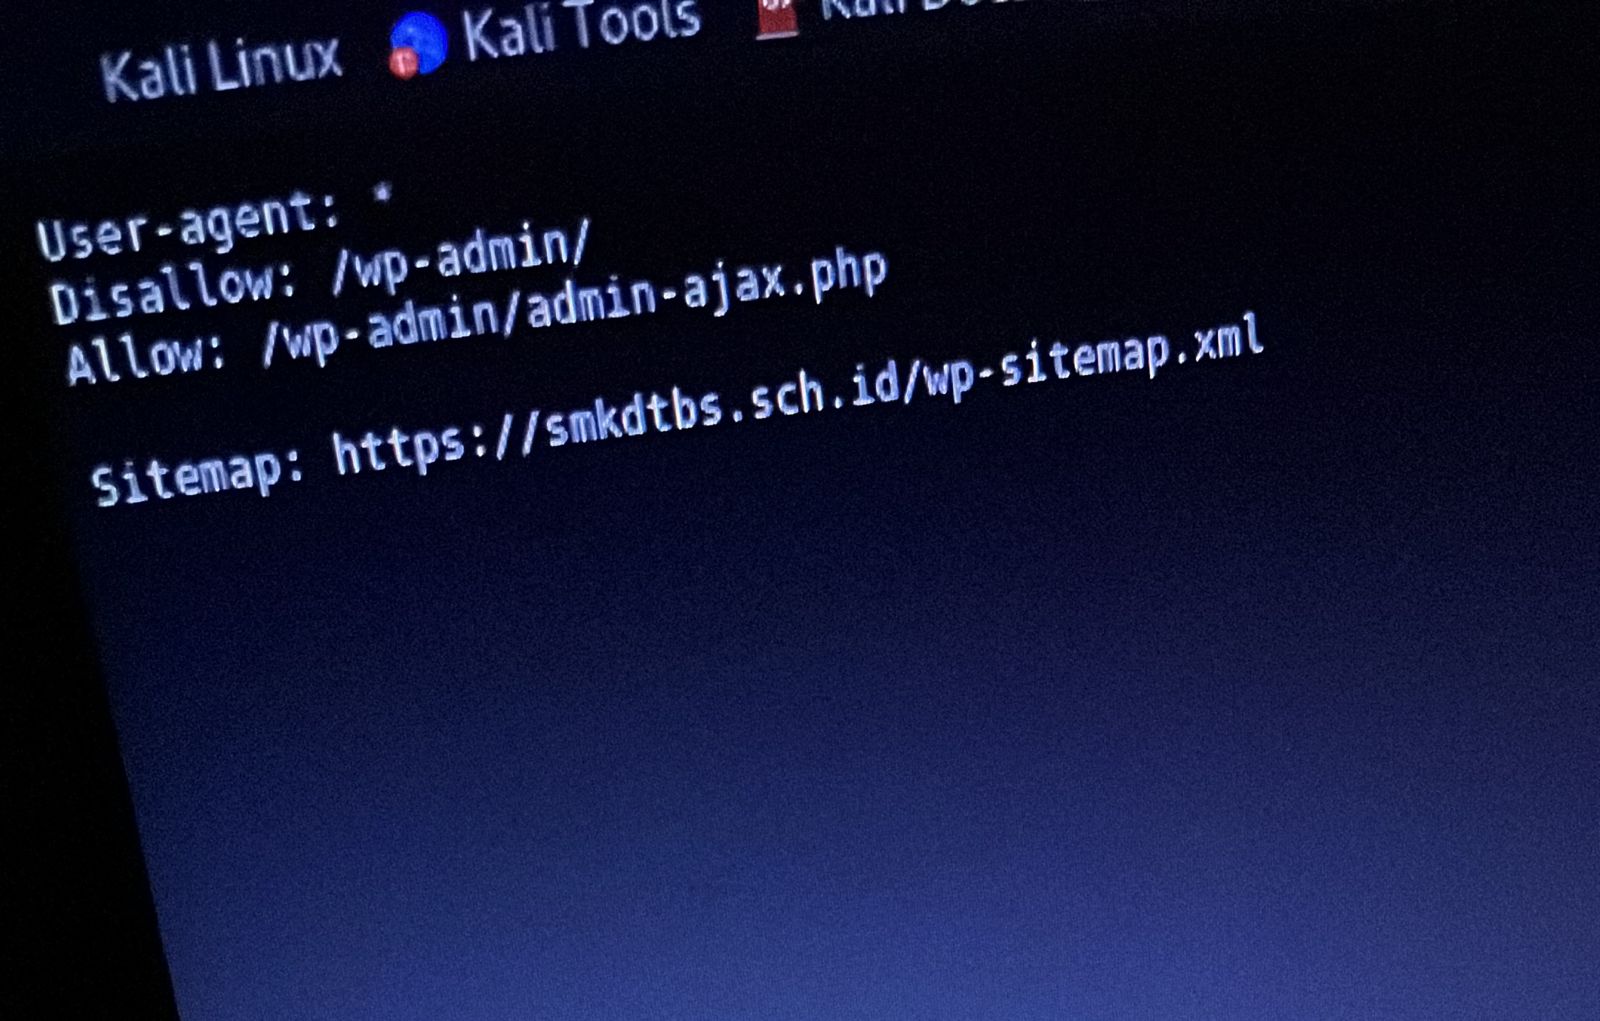 Kali Linux Kali Tools Kali
User-agent: *
Disallow: /wp-admin/
Allow: /wp-admin/admin-ajax.php
Sitemap: https://smkdtbs.sch.id/wp-sitemap.xml